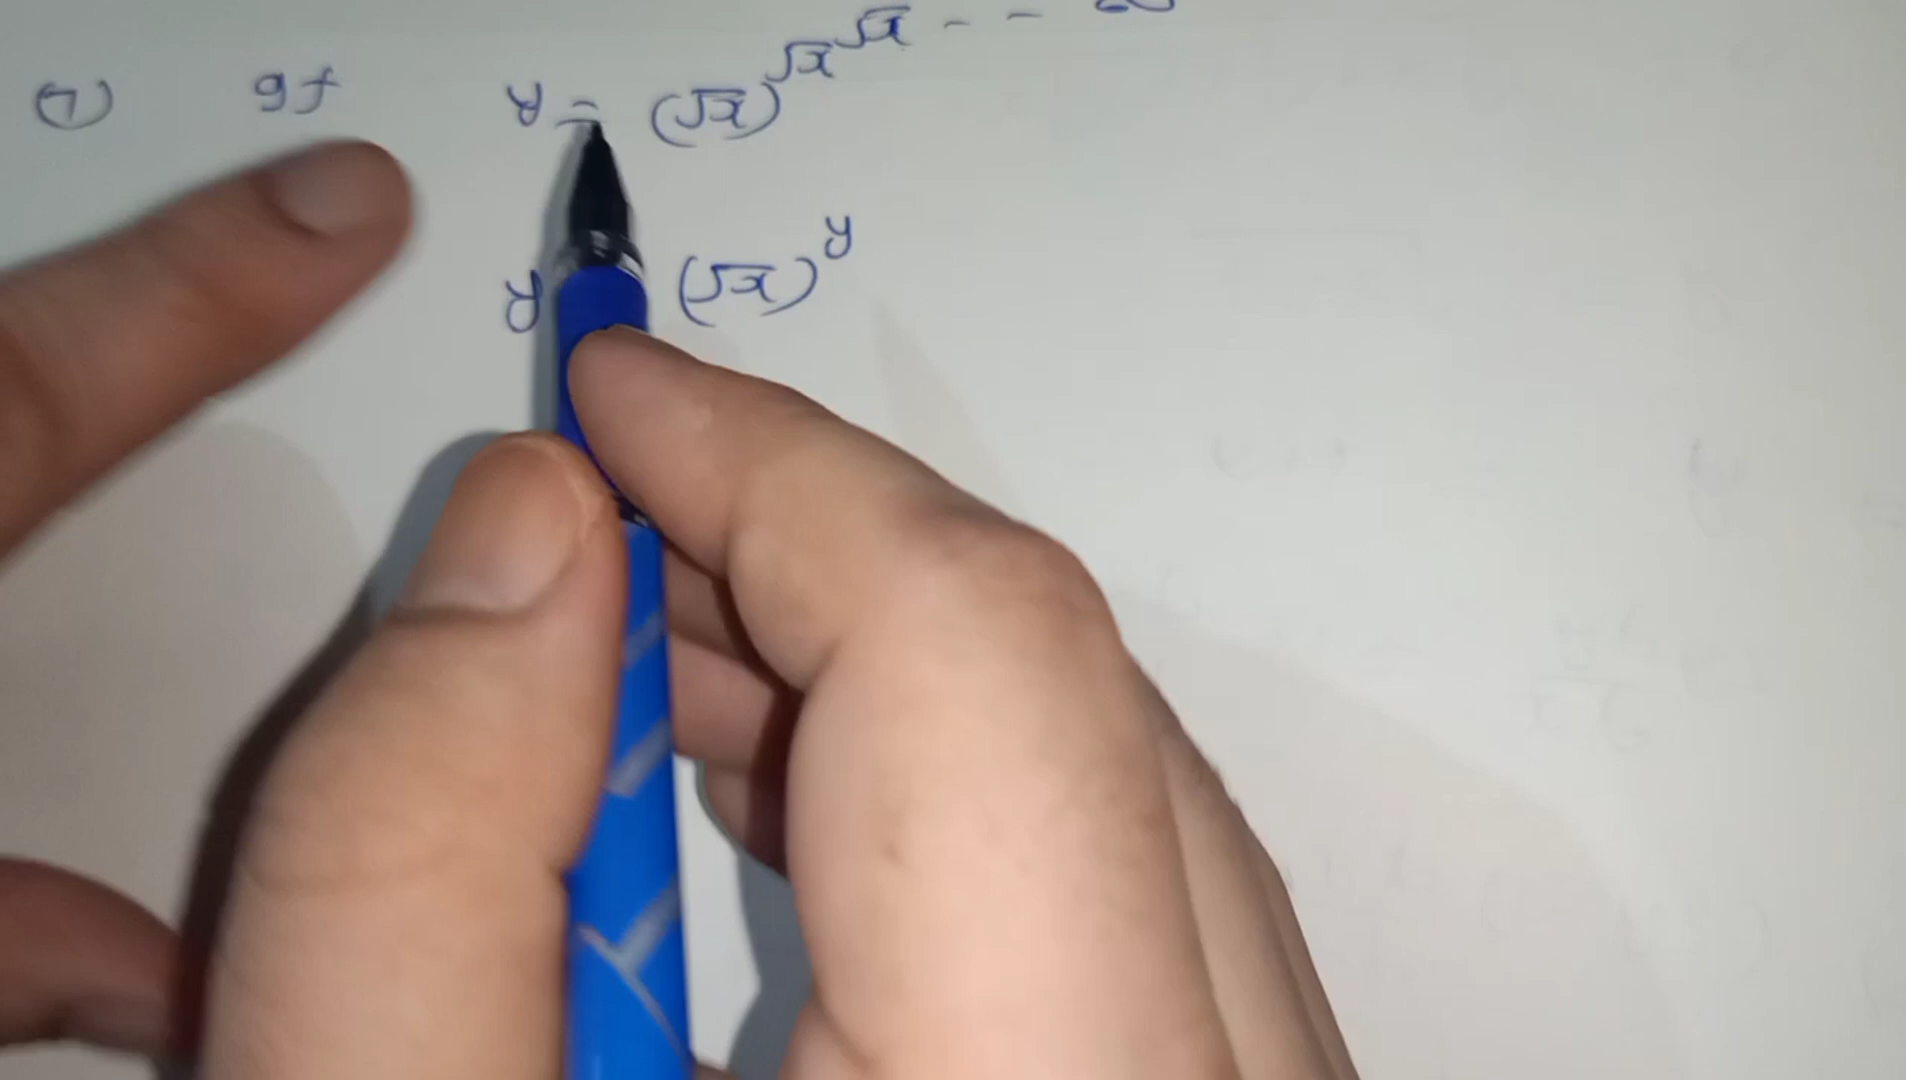 ⑦ If y = (√x)^√x^√x - - ∞
y (√x)^y